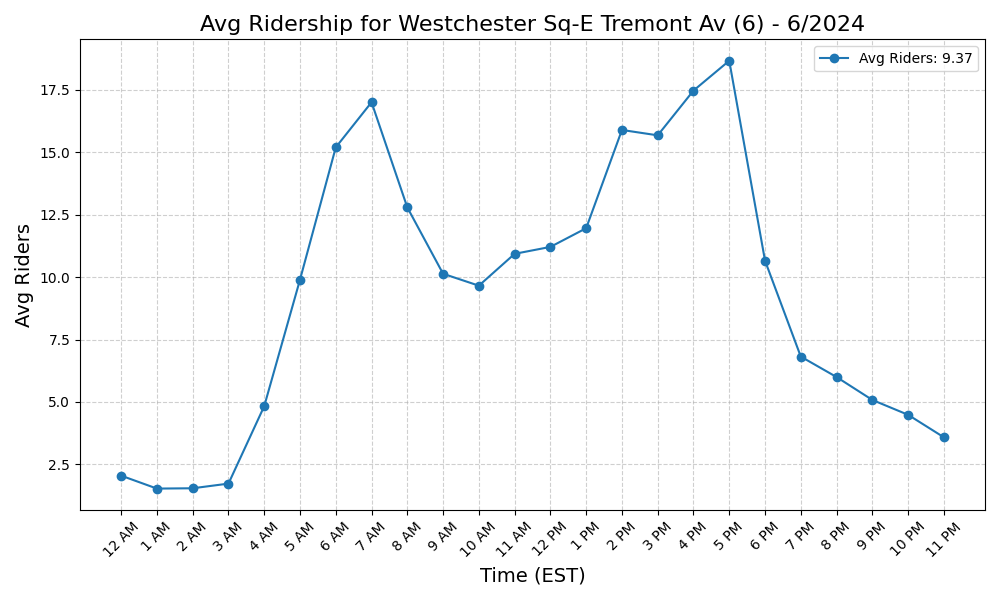 Avg Ridership for Westchester Sq-E Tremont Av (6) - 6/2024
Avg Riders: 9.37
Avg Riders
17.5
15.0
12.5
10.0
7.5
5.0
2.5
12 AM
1 AM
2 AM
3 AM
4 AM
5 AM
6 AM
7 AM
8 AM
9 AM
10 AM
11 AM
12 PM
1 PM
2 PM
3 PM
4 PM
5 PM
6 PM
7 PM
8 PM
9 PM
10 PM
11 PM
Time (EST)